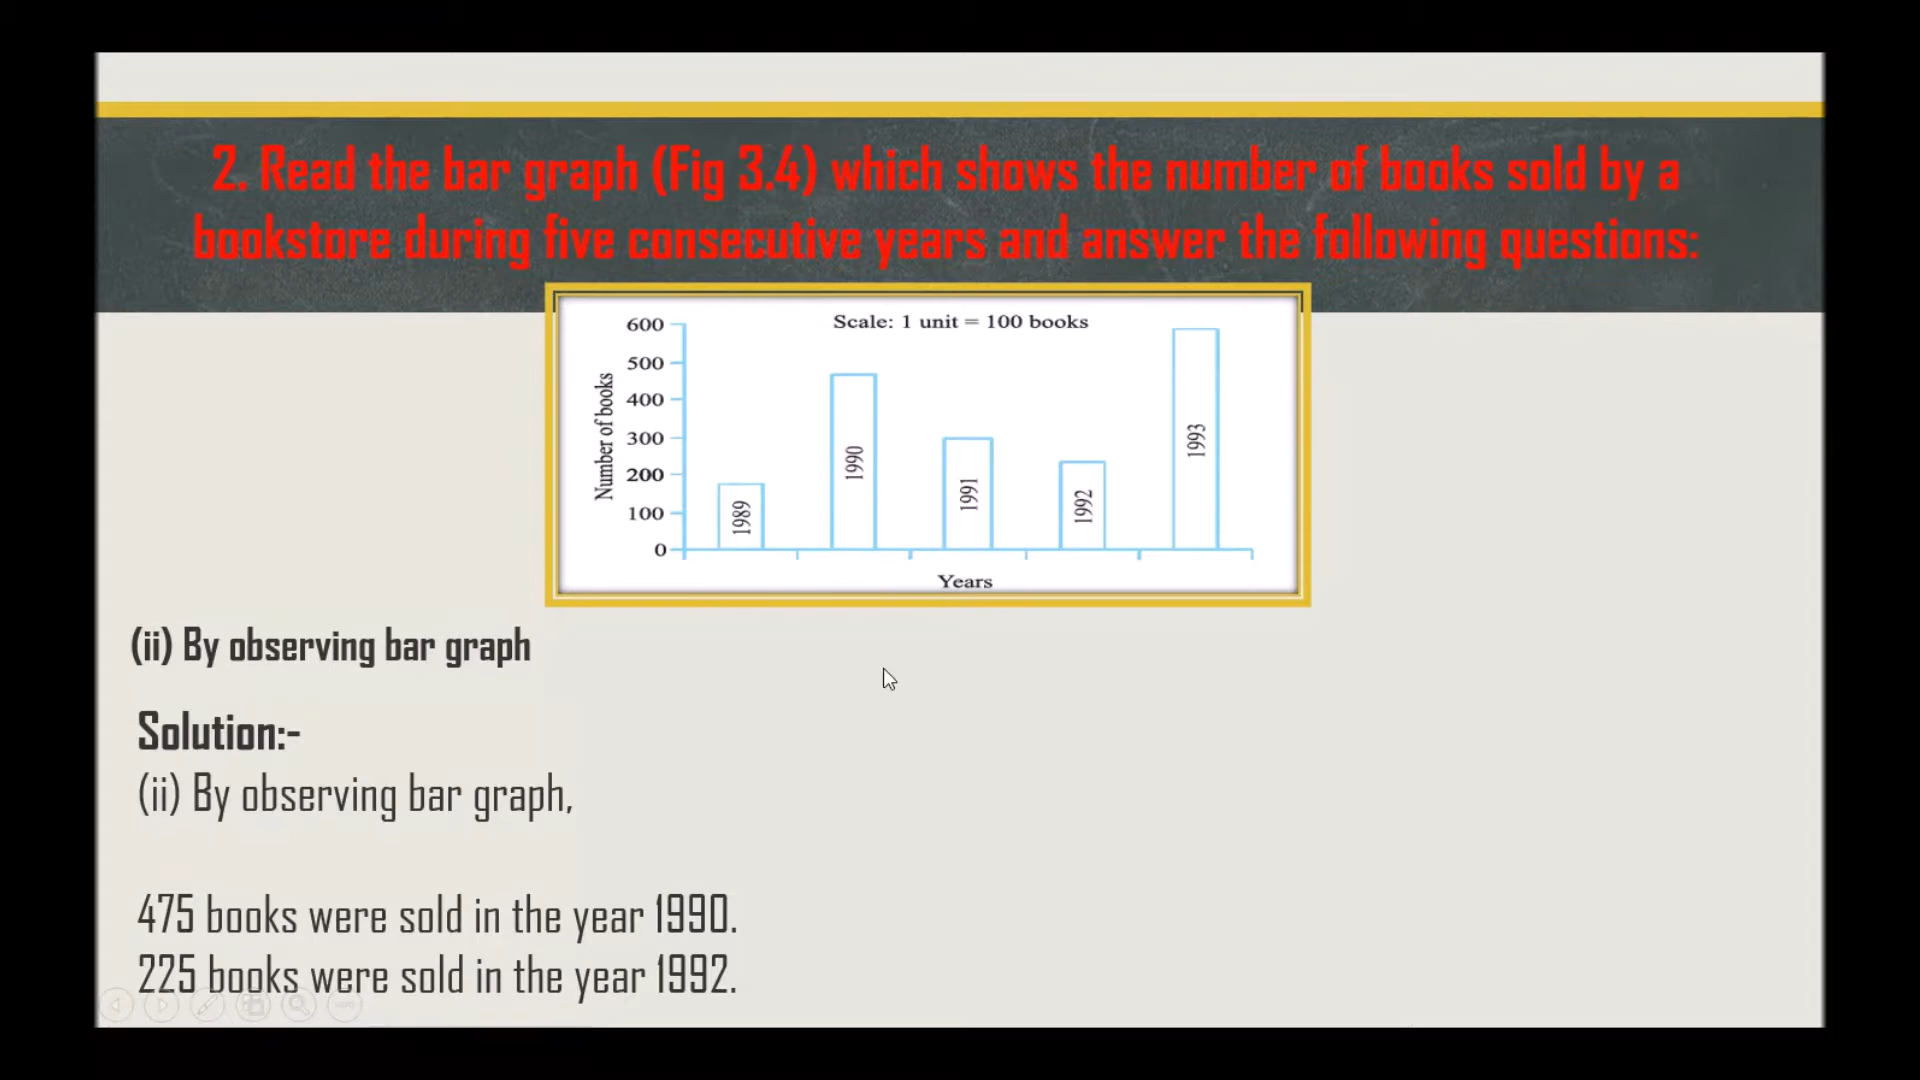 2. Read the bar graph (Fig 3.4) which shows the number of books sold by a
bookstore during five consecutive years and answer the following questions:
Scale: 1 unit = 100 books
600
500
400
300
200
100
0
Number of books
1989
1990
1991
1992
1993
Years
(ii) By observing bar graph
Solution:-
(ii) By observing bar graph,
475 books were sold in the year 1990.
225 books were sold in the year 1992.